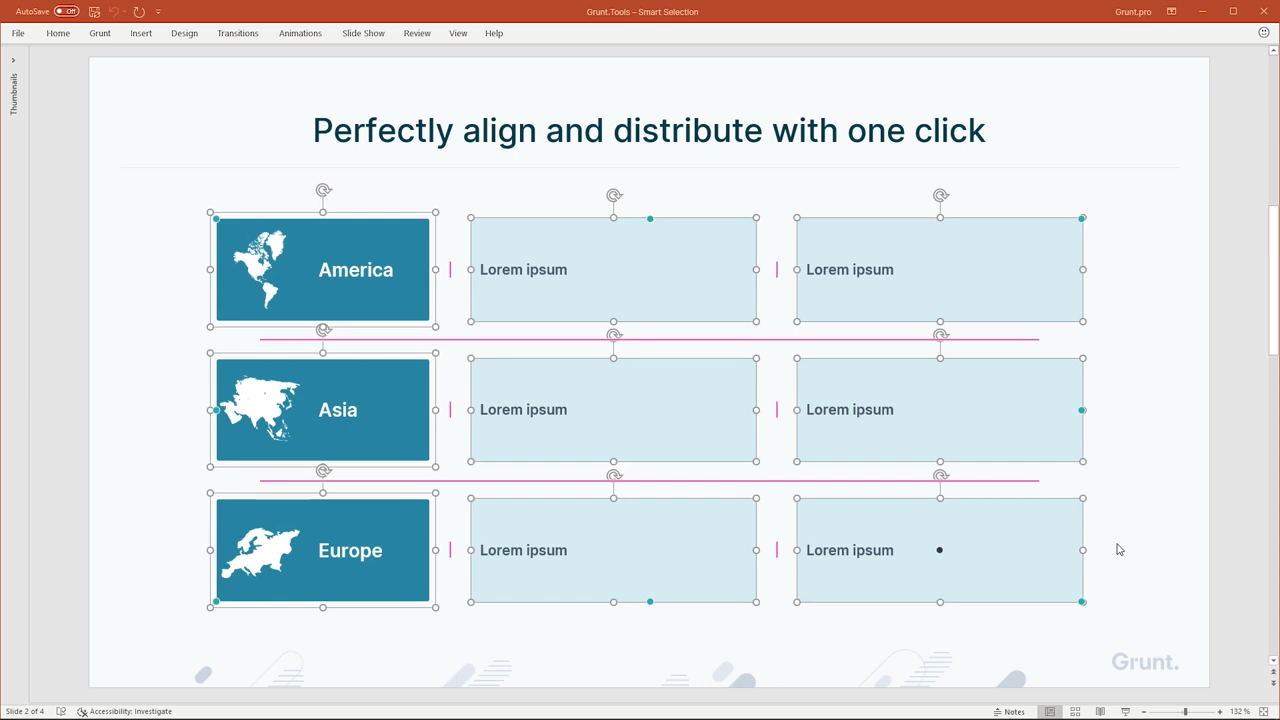 AutoSave Off Grunt.Tools – Smart Selection Grunt.pro
File Home Grunt Insert Design Transitions Animations Slide Show Review View Help
Thumbnails
Perfectly align and distribute with one click
America Lorem ipsum Lorem ipsum
Asia Lorem ipsum Lorem ipsum
Europe Lorem ipsum Lorem ipsum
Grunt.
Slide 2 of 4 Accessibility: Investigate Notes 132 %